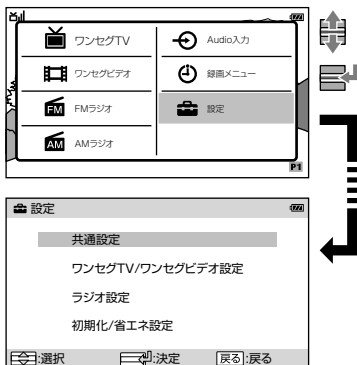 ワンセグTV
Audio入力
ワンセグビデオ
録画メニュー
FM
FMラジオ
設定
AM
AMラジオ
P1
設定
共通設定
ワンセグTV/ワンセグビデオ設定
ラジオ設定
初期化/省エネ設定
:選択
:決定
戻る:戻る